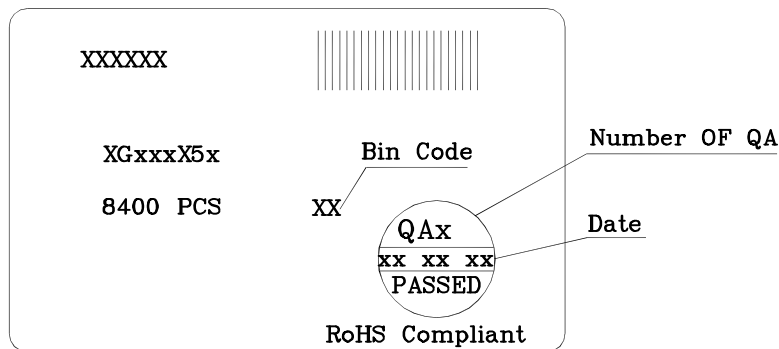 XXXXXX
XGxxxX5x
Bin Code
Number OF QA
8400 PCS
XX
QAx
Date
xx xx xx
PASSED
RoHS Compliant